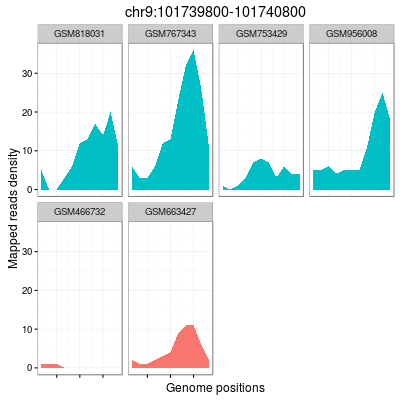 chr9:101739800-101740800
GSM818031 GSM767343 GSM753429 GSM956008
30
20
10
0
GSM466732 GSM663427
30
20
10
0
Mapped reads density
Genome positions